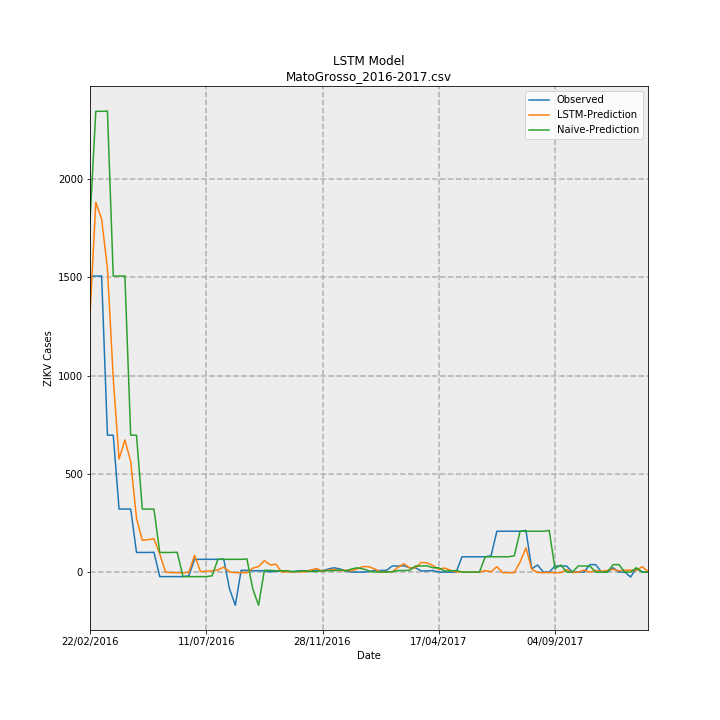 LSTM Model
MatoGrosso_2016-2017.csv
Observed
LSTM-Prediction
Naive-Prediction
2000
1500
1000
500
0
ZIKV Cases
22/02/2016
11/07/2016
28/11/2016
17/04/2017
04/09/2017
Date